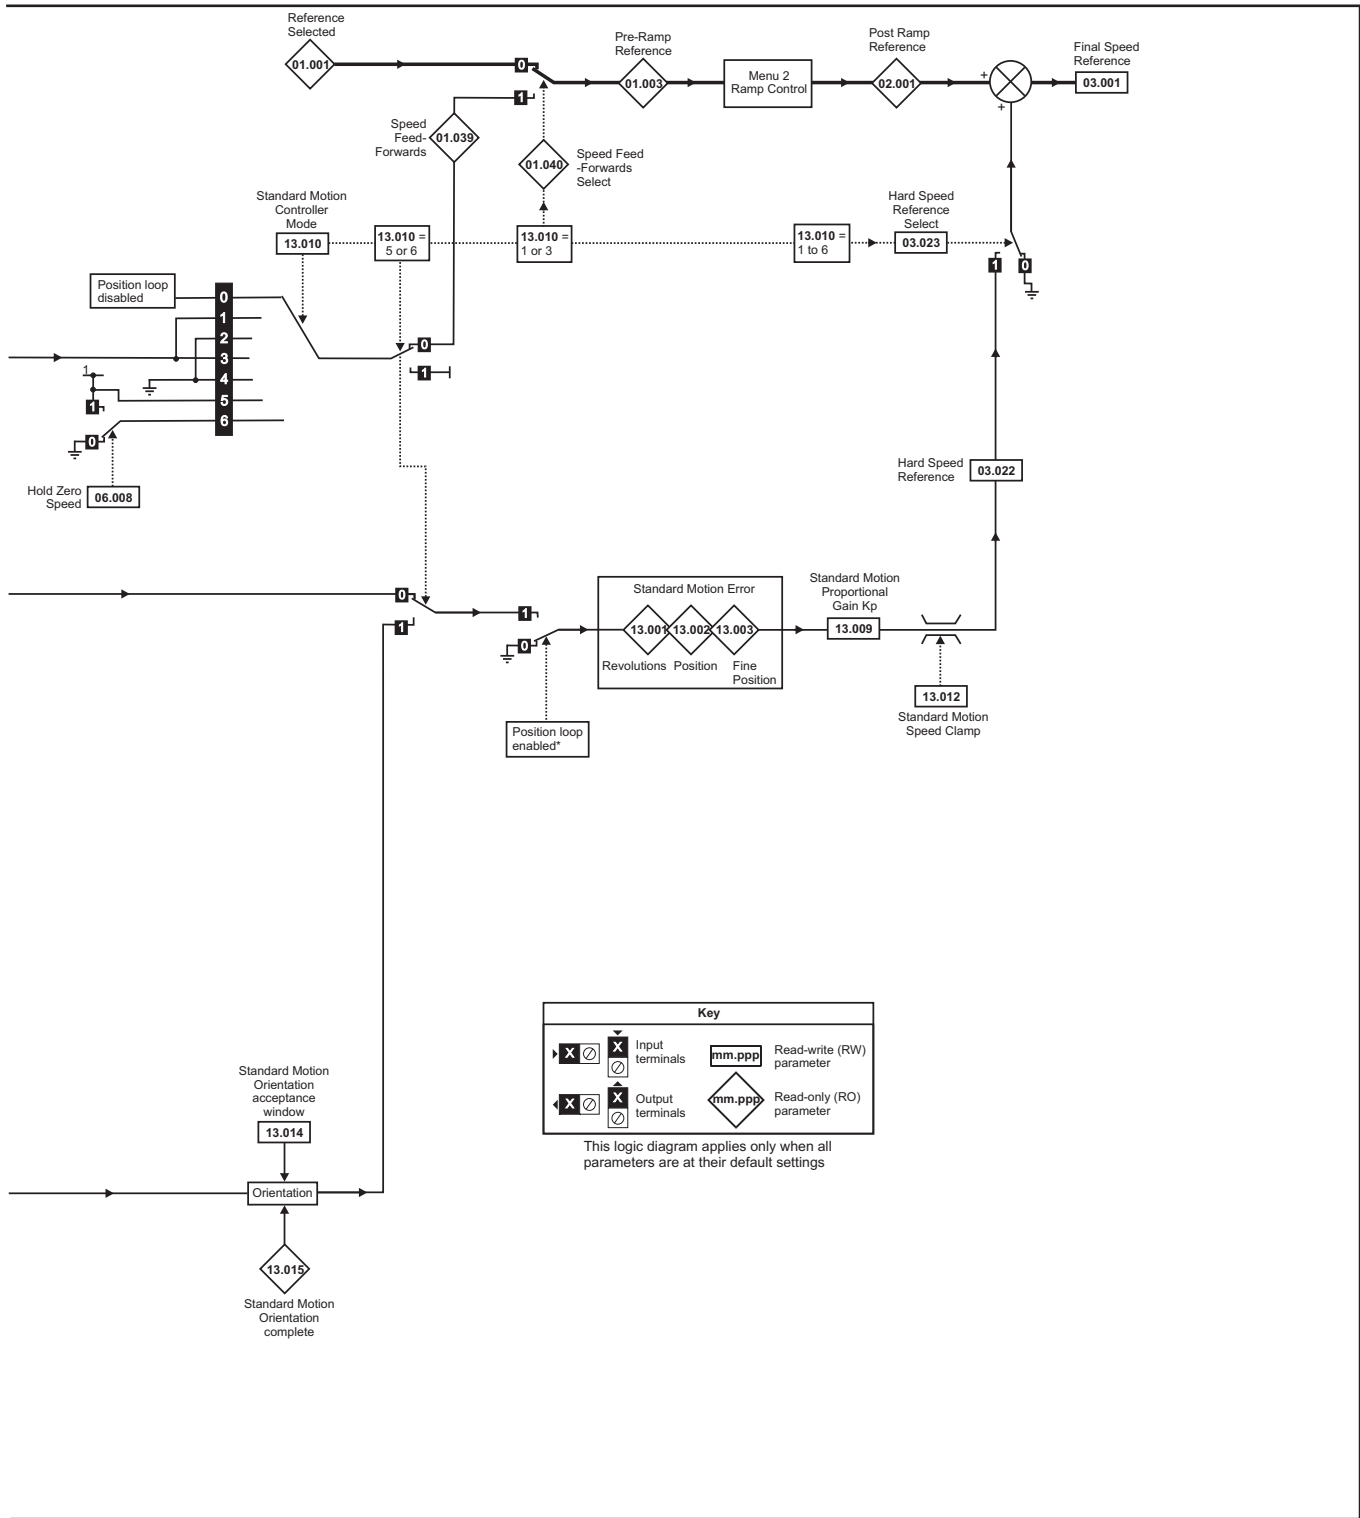 Reference
Selected
01.001
0
1
Pre-Ramp
Reference
01.003
Menu 2
Ramp Control
Post Ramp
Reference
02.001
+
+
Final Speed
Reference
03.001
Speed
Feed-
Forwards
01.039
01.040
Speed Feed
-Forwards
Select
Standard Motion
Controller
Mode
13.010
13.010 =
5 or 6
13.010 =
1 or 3
13.010 =
1 to 6
Hard Speed
Reference
Select
03.023
1
0
Position loop
disabled
0
1
2
3
4
5
6
1
1
0
0
1
Hold Zero
Speed
06.008
Hard Speed
Reference
03.022
0
1
1
0
Position loop
enabled*
Standard Motion Error
13.001
13.002
13.003
Revolutions
Position
Fine
Position
Standard Motion
Proportional
Gain Kp
13.009
13.012
Standard Motion
Speed Clamp
Key
X
X
Input
terminals
mm.ppp
Read-write (RW)
parameter
X
X
Output
terminals
mm.ppp
Read-only (RO)
parameter
This logic diagram applies only when all
parameters are at their default settings
Standard Motion
Orientation
acceptance
window
13.014
Orientation
13.015
Standard Motion
Orientation
complete